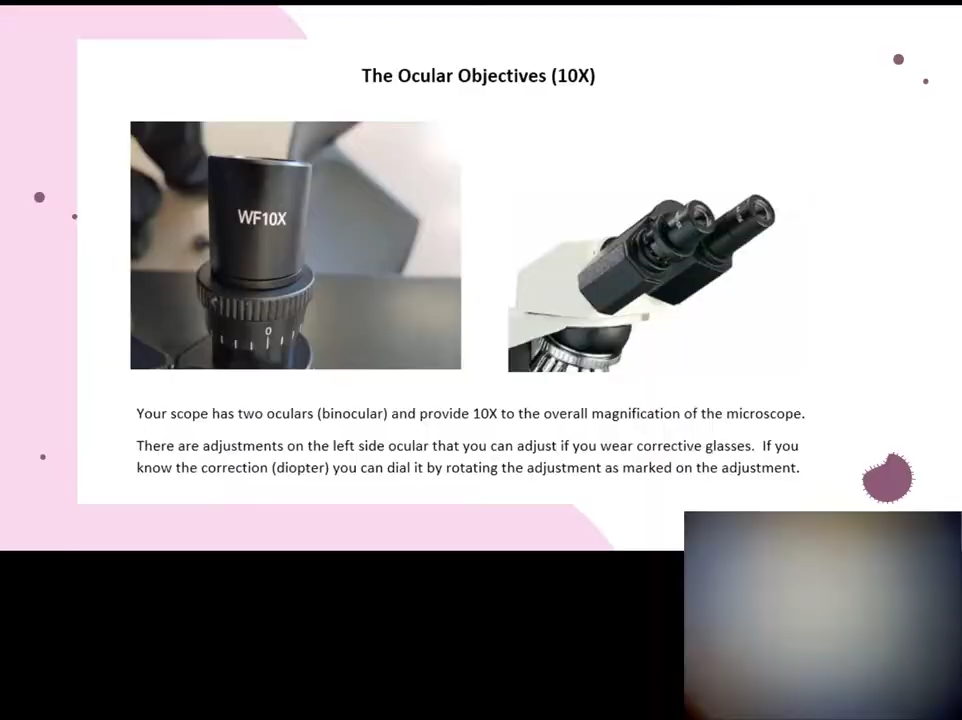 The Ocular Objectives (10X)
WF10X
0
Your scope has two oculars (binocular) and provide 10X to the overall magnification of the microscope.
There are adjustments on the left side ocular that you can adjust if you wear corrective glasses.  If you
know the correction (diopter) you can dial it by rotating the adjustment as marked on the adjustment.